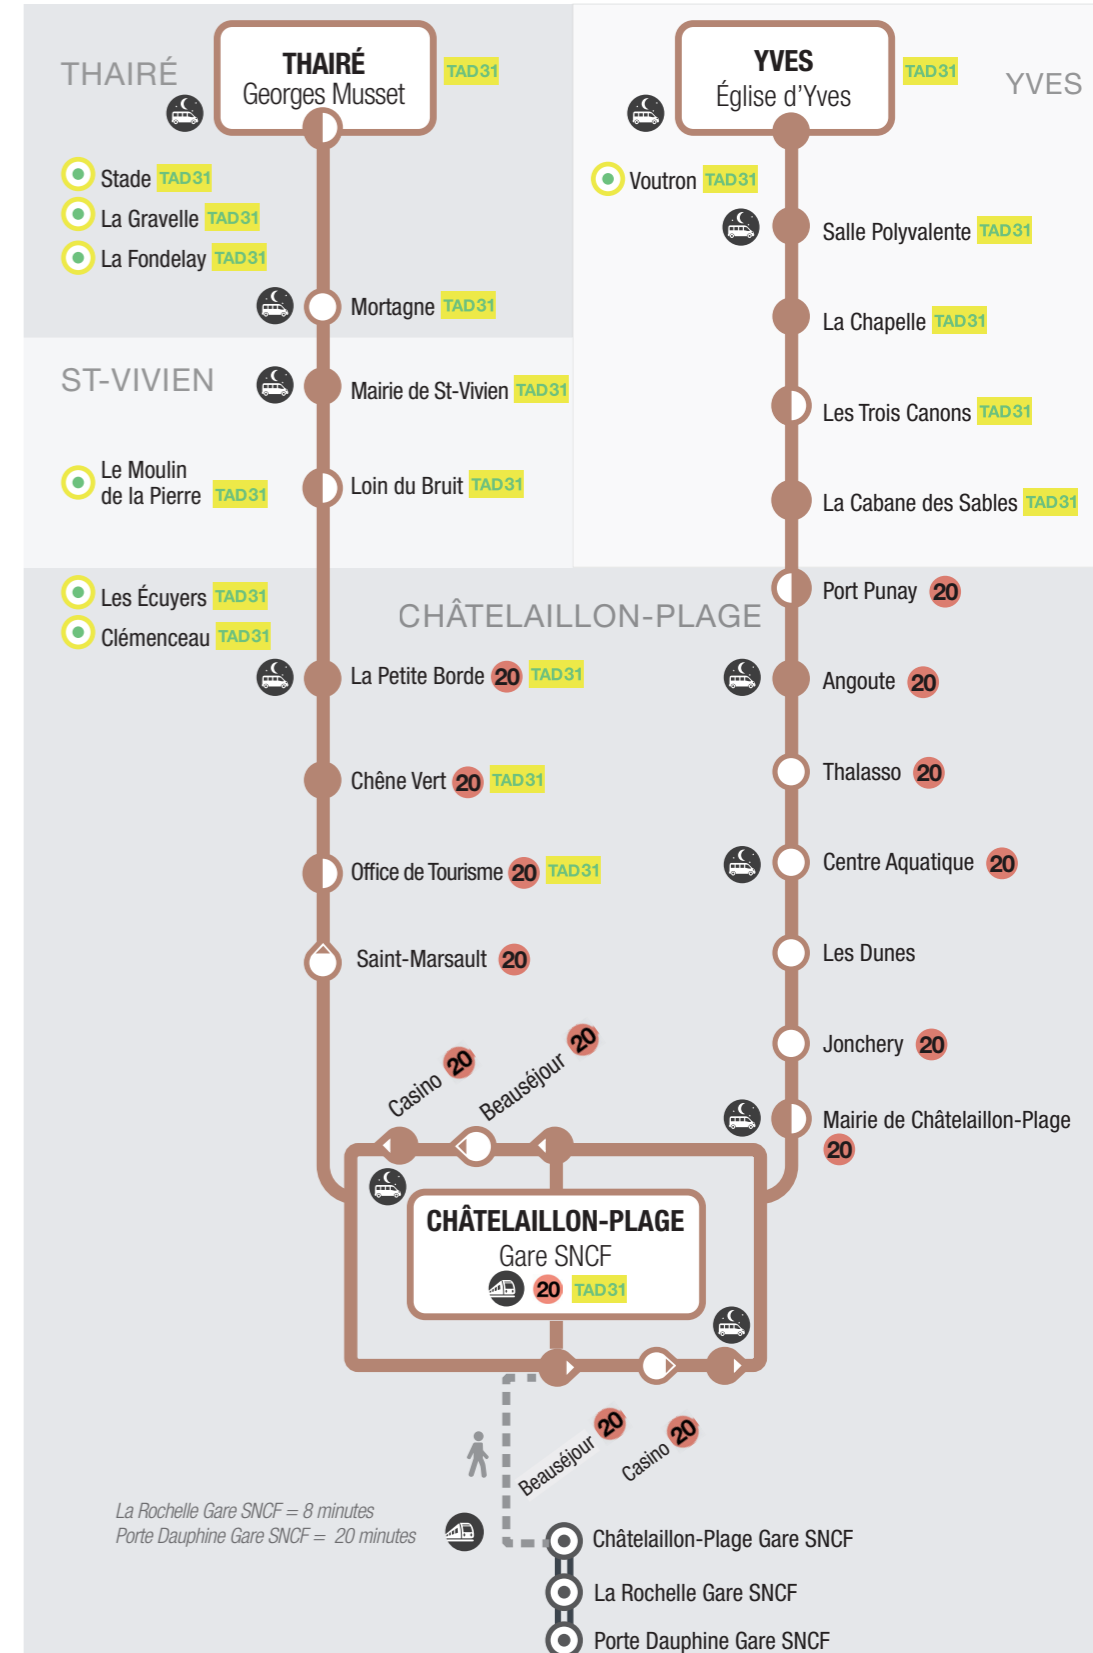 THAIRÉ
THAIRÉ
Georges Musset
TAD31
Stade TAD31
La Gravelle TAD31
La Fondelay TAD31
Mortagne TAD31
ST-VIVIEN
Mairie de St-Vivien TAD31
Le Moulin
de la Pierre TAD31
Loin du Bruit TAD31
YVES
Église d'Yves
TAD31
YVES
Voutron TAD31
Salle Polyvalente TAD31
La Chapelle TAD31
Les Trois Canons TAD31
La Cabane des Sables TAD31
Les Écuyers TAD31
Clémenceau TAD31
CHÂTELAILLON-PLAGE
La Petite Borde 20 TAD31
Chêne Vert 20 TAD31
Office de Tourisme 20 TAD31
Saint-Marsault 20
Port Punay 20
Angoute 20
Thalasso 20
Centre Aquatique 20
Les Dunes
Jonchery 20
Mairie de Châtelaillon-Plage
20
Casino 20
Beauséjour 20
CHÂTELAILLON-PLAGE
Gare SNCF
20 TAD31
Beauséjour 20
Casino 20
La Rochelle Gare SNCF = 8 minutes
Porte Dauphine Gare SNCF = 20 minutes
Châtelaillon-Plage Gare SNCF
La Rochelle Gare SNCF
Porte Dauphine Gare SNCF